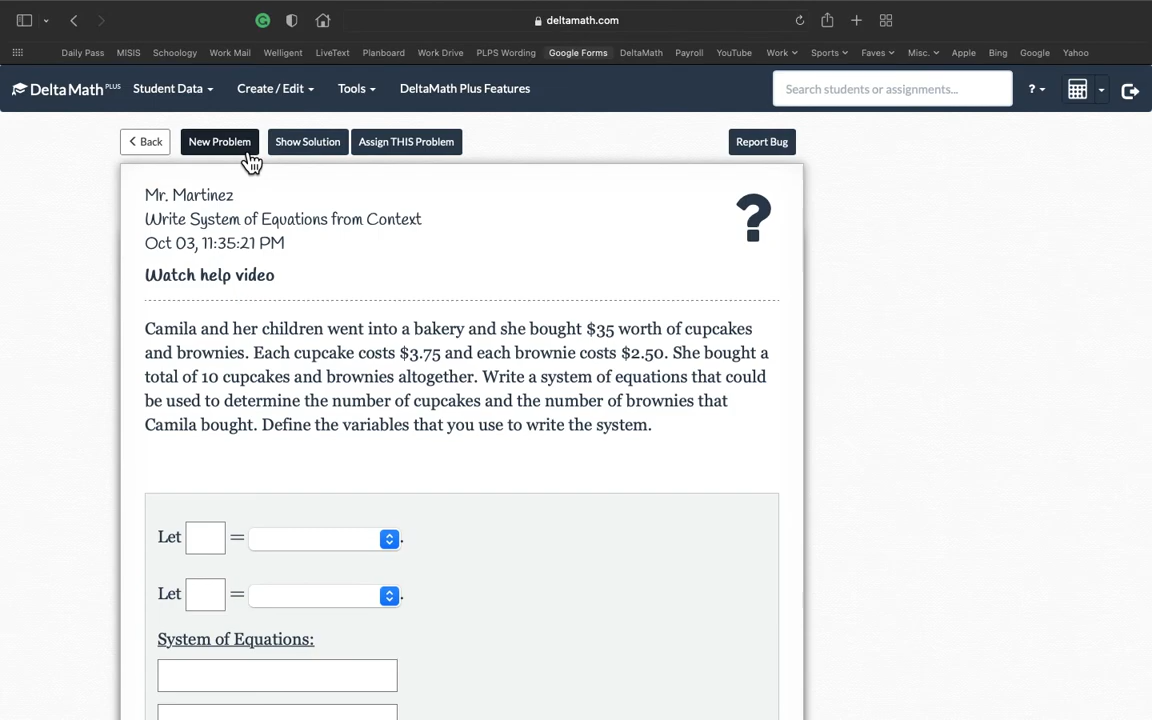 deltamath.com
Daily Pass MISIS Schoology Work Mail Welligent LiveText Planboard Work Drive PLPS Wording Google Forms DeltaMath Payroll YouTube Work Sports Faves Misc. Apple Bing Google Yahoo
DeltaMath PLUS Student Data Create / Edit Tools DeltaMath Plus Features Search students or assignments... ?
Back New Problem Show Solution Assign THIS Problem Report Bug
Mr. Martinez
Write System of Equations from Context
Oct 03, 11:35:21 PM
Watch help video
?
Camila and her children went into a bakery and she bought $35 worth of cupcakes
and brownies. Each cupcake costs $3.75 and each brownie costs $2.50. She bought a
total of 10 cupcakes and brownies altogether. Write a system of equations that could
be used to determine the number of cupcakes and the number of brownies that
Camila bought. Define the variables that you use to write the system.
Let =
.
Let =
.
System of Equations: